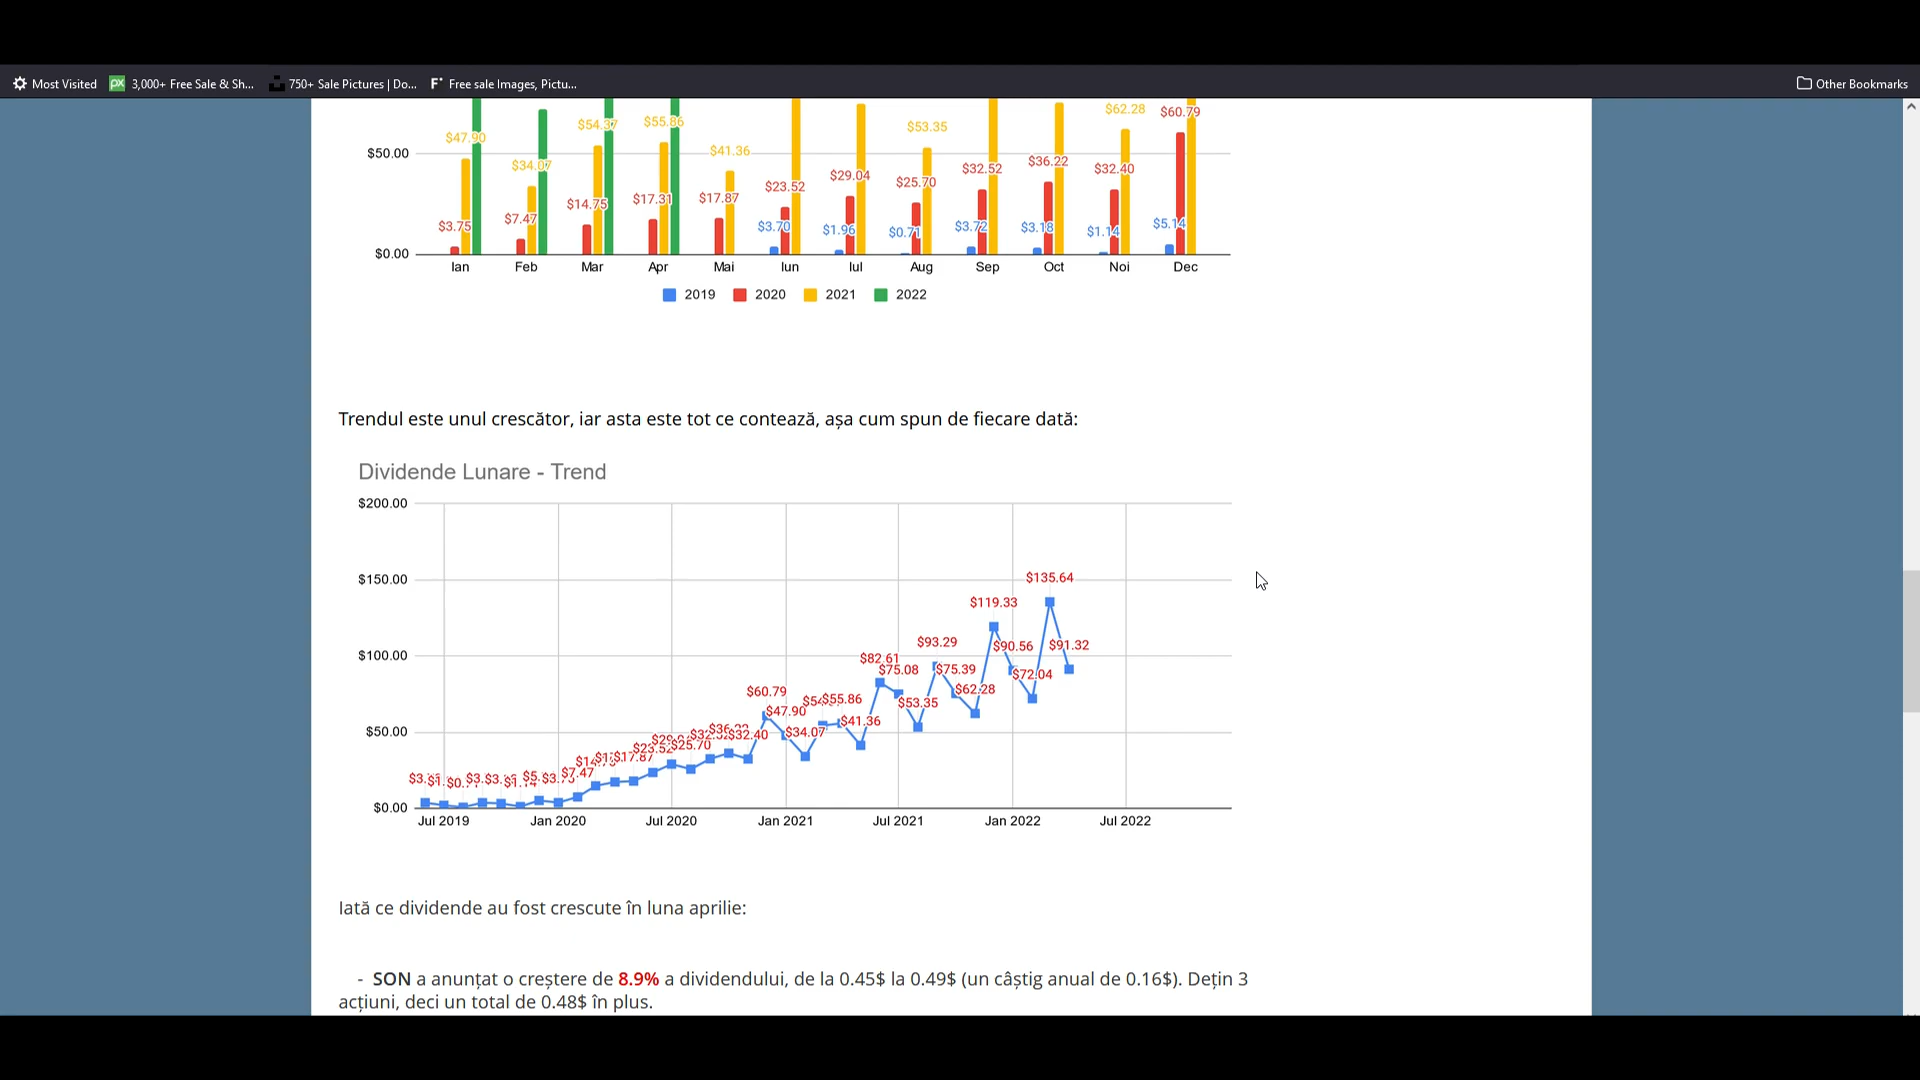 Most Visited 3,000+ Free Sale & Sh... 750+ Sale Pictures | Do... Free sale Images, Pictu... Other Bookmarks
$62.28 $60.79
$47.90 $54.37 $55.86 $53.35
$50.00 $34.07 $41.36
$3.75 $7.47 $14.75 $17.31 $17.87 $23.52 $29.04 $25.70 $32.52 $36.22 $32.40
$3.70 $1.96 $0.71 $3.72 $3.18 $1.14 $5.14
$0.00
Ian Feb Mar Apr Mai Iun Iul Aug Sep Oct Noi Dec
2019 2020 2021 2022
Trendul este unul crescător, iar asta este tot ce contează, așa cum spun de fiecare dată:
Dividende Lunare - Trend
$200.00
$150.00
$100.00
$50.00
$0.00
$7.47 $17.87 $25.70 $32.40 $60.79 $47.90 $34.07 $55.86 $41.36 $82.61 $75.08 $53.35 $93.29 $75.39 $62.28 $119.33 $90.56 $72.04 $135.64 $91.32
Jul 2019 Jan 2020 Jul 2020 Jan 2021 Jul 2021 Jan 2022 Jul 2022
Iată ce dividende au fost crescute în luna aprilie:
- SON a anunțat o creștere de 8.9% a dividendului, de la 0.45$ la 0.49$ (un câștig anual de 0.16$). Dețin 3
acțiuni, deci un total de 0.48$ în plus.